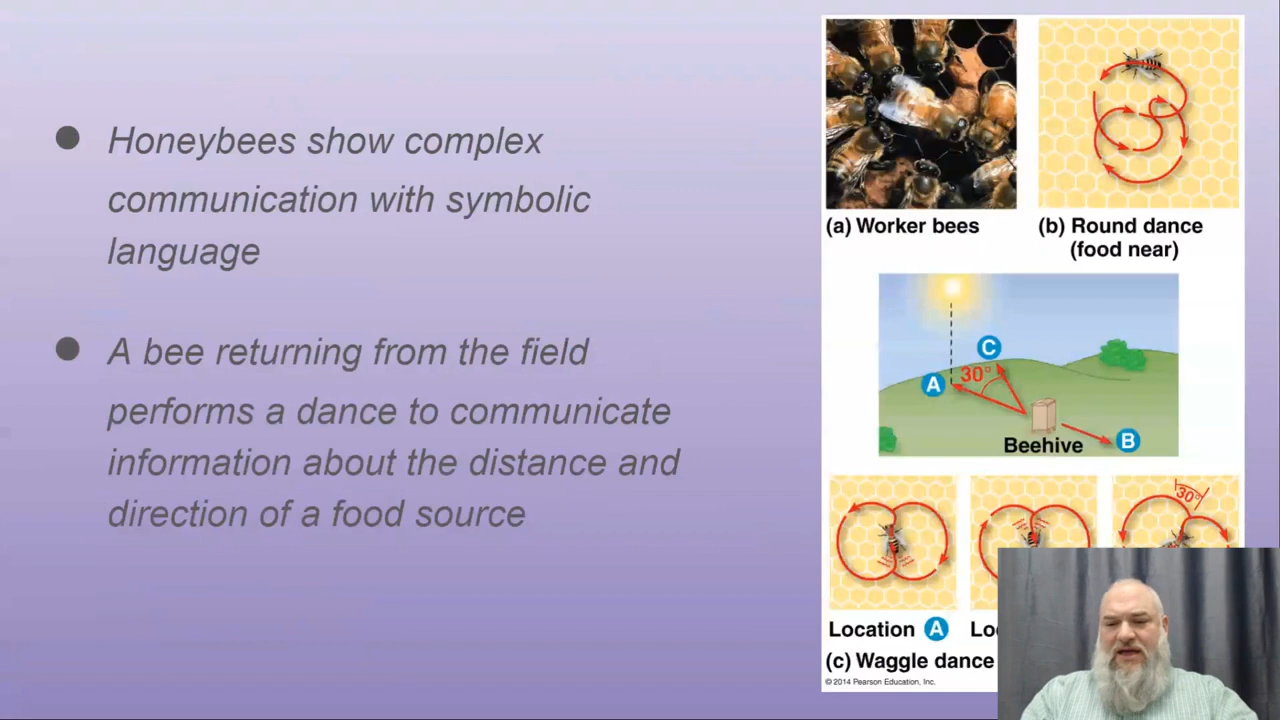 Honeybees show complex
communication with symbolic
language
A bee returning from the field
performs a dance to communicate
information about the distance and
direction of a food source
(a) Worker bees
(b) Round dance
(food near)
C
A
30°
B
Beehive
30°
Location A
Lo
(c) Waggle dance
© 2014 Pearson Education, Inc.